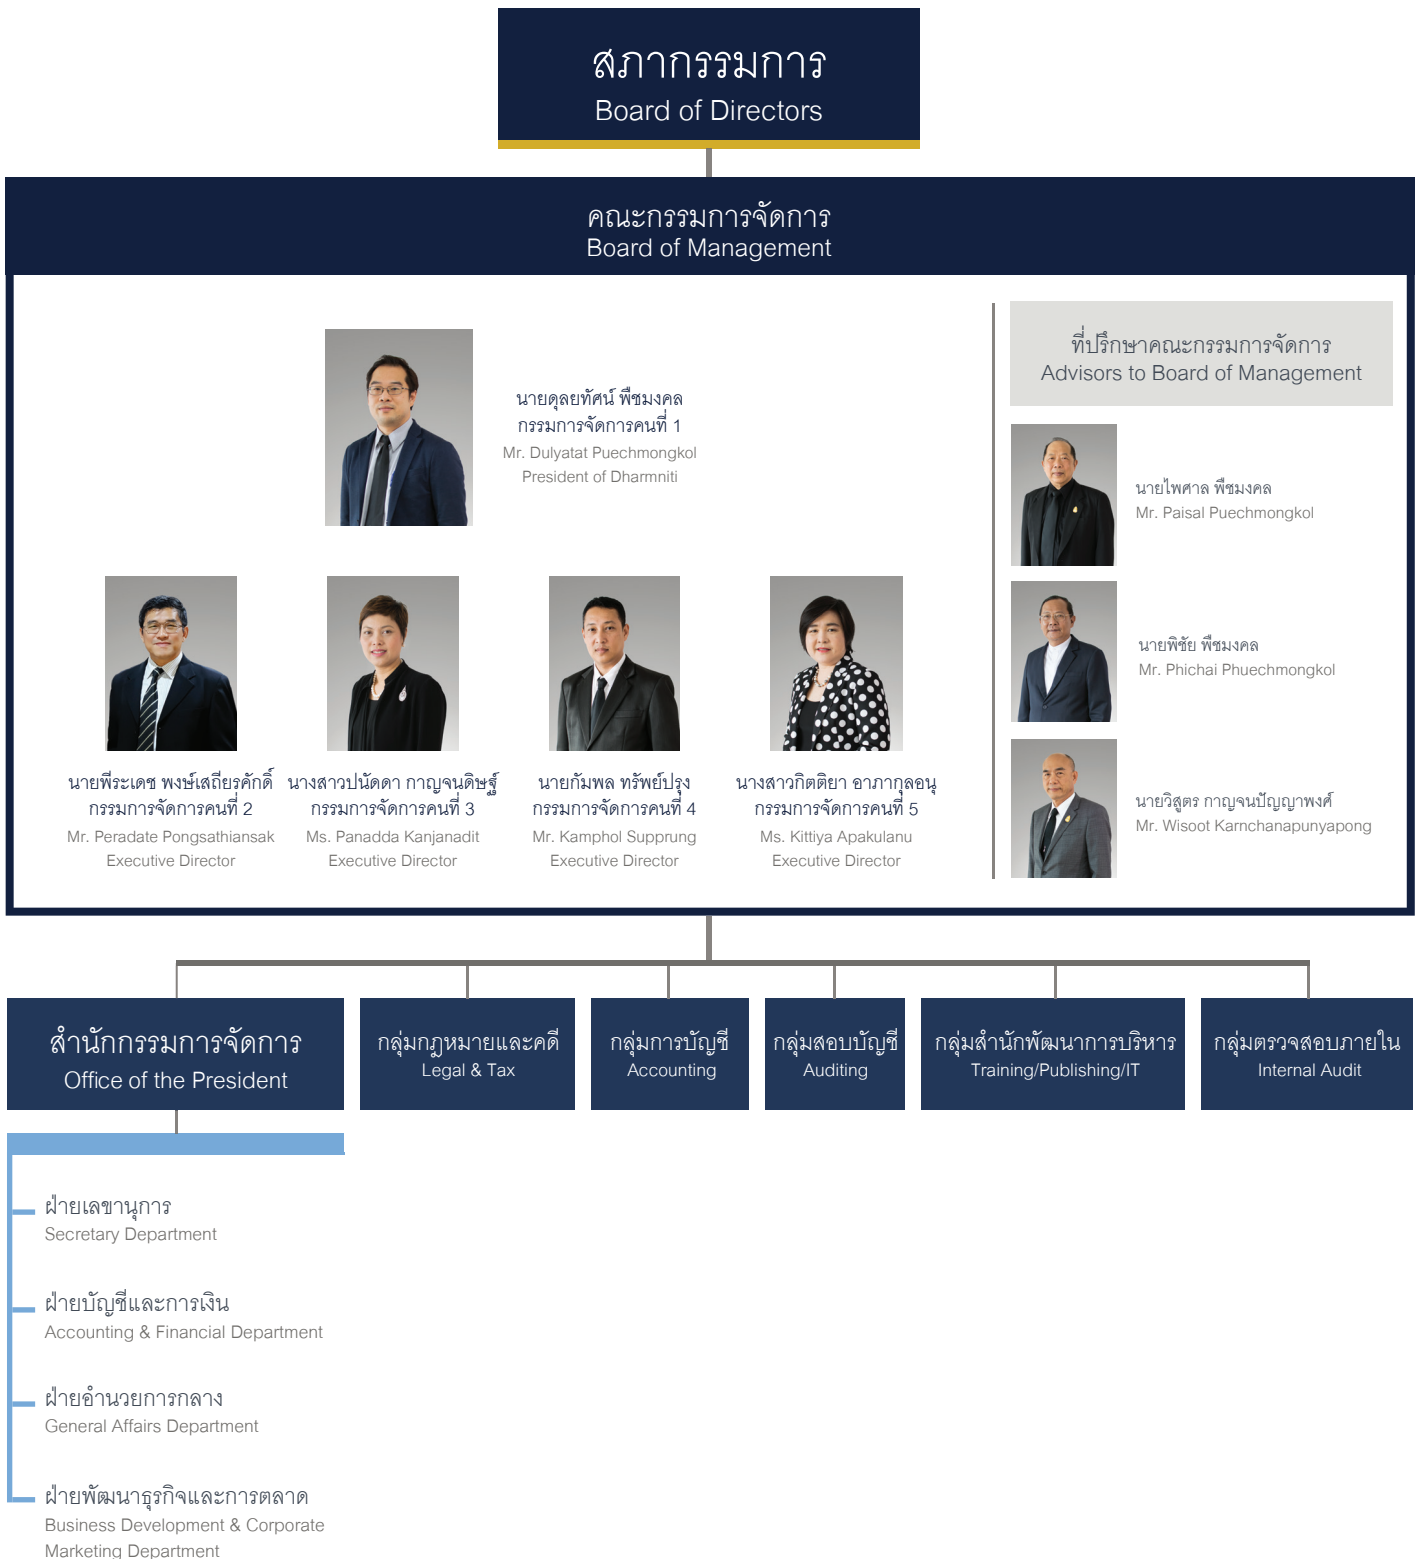 สภากรรมการ
Board of Directors
คณะกรรมการจัดการ
Board of Management
นายดุลยทัศน์ พืชมงคล
กรรมการจัดการคนที่ 1
Mr. Dulyatat Puechmongkol
President of Dharmniti
นายพีระเดช พงษ์เสถียรศักดิ์
กรรมการจัดการคนที่ 2
Mr. Peradate Pongsathiansak
Executive Director
นางสาวปนัดดา กาญจนดิษฐ์
กรรมการจัดการคนที่ 3
Ms. Panadda Kanjanadit
Executive Director
นายกัมพล ทรัพย์ปรุง
กรรมการจัดการคนที่ 4
Mr. Kamphol Supprung
Executive Director
นางสาวกิตติยา อาภากุลอนุ
กรรมการจัดการคนที่ 5
Ms. Kittiya Apakulanu
Executive Director
ที่ปรึกษาคณะกรรมการจัดการ
Advisors to Board of Management
นายไพศาล พืชมงคล
Mr. Paisal Puechmongkol
นายพิชัย พืชมงคล
Mr. Phichai Phuechmongkol
นายวิสูตร กาญจนปัญญาพงศ์
Mr. Wisoot Karnchanapunyapong
สำนักกรรมการจัดการ
Office of the President
กลุ่มกฎหมายและคดี
Legal & Tax
กลุ่มการบัญชี
Accounting
กลุ่มสอบบัญชี
Auditing
กลุ่มสำนักพัฒนาการบริหาร
Training/Publishing/IT
กลุ่มตรวจสอบภายใน
Internal Audit
ฝ่ายเลขานุการ
Secretary Department
ฝ่ายบัญชีและการเงิน
Accounting & Financial Department
ฝ่ายอำนวยการกลาง
General Affairs Department
ฝ่ายพัฒนาธุรกิจและการตลาด
Business Development & Corporate
Marketing Department